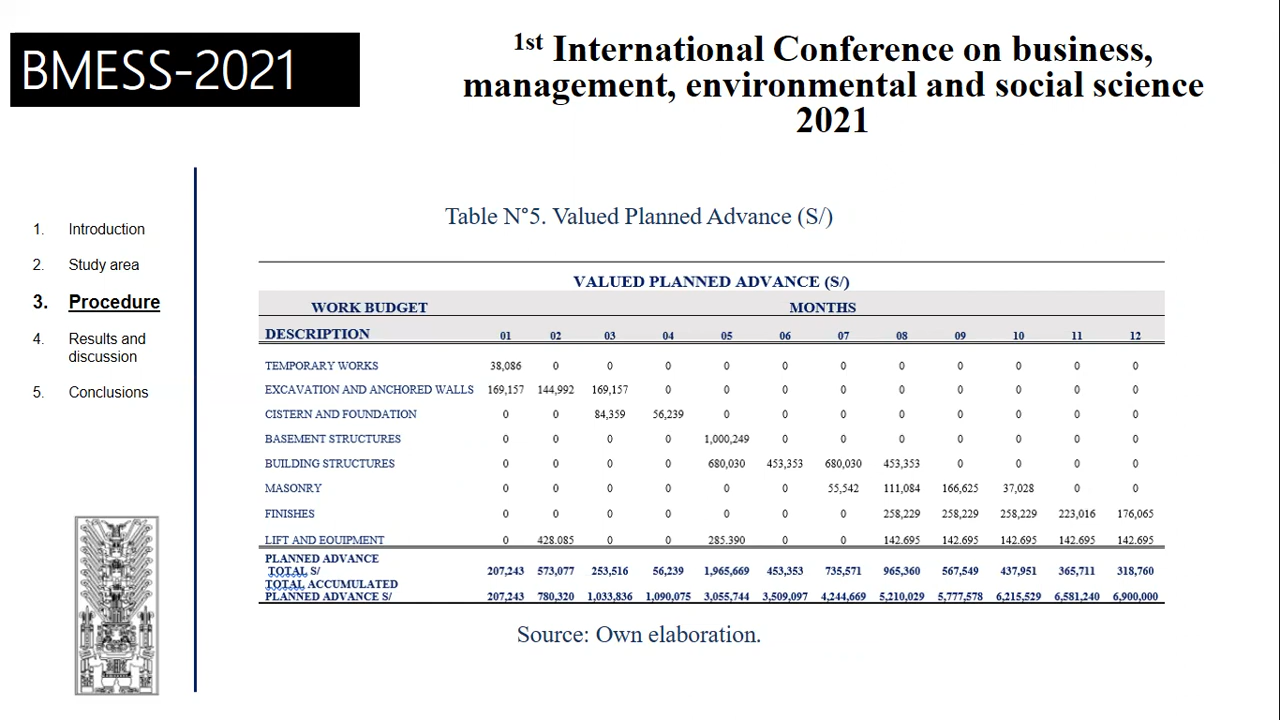 BMESS-2021
1st International Conference on business,
management, environmental and social science
2021
1. Introduction
2. Study area
3. Procedure
4. Results and
discussion
5. Conclusions
Table N°5. Valued Planned Advance (S/)
VALUED PLANNED ADVANCE (S/)
WORK BUDGET MONTHS
DESCRIPTION 01 02 03 04 05 06 07 08 09 10 11 12
TEMPORARY WORKS 38,086 0 0 0 0 0 0 0 0 0 0 0
EXCAVATION AND ANCHORED WALLS 169,157 144,992 169,157 0 0 0 0 0 0 0 0 0
CISTERN AND FOUNDATION 0 0 84,359 56,239 0 0 0 0 0 0 0 0
BASEMENT STRUCTURES 0 0 0 0 1,000,249 0 0 0 0 0 0 0
BUILDING STRUCTURES 0 0 0 0 680,030 453,353 680,030 453,353 0 0 0 0
MASONRY 0 0 0 0 0 0 55,542 111,084 166,625 37,028 0 0
FINISHES 0 0 0 0 0 0 0 258,229 258,229 258,229 223,016 176,065
LIFT AND EQUIPMENT 0 428.085 0 0 285.390 0 0 142.695 142.695 142.695 142.695 142.695
PLANNED ADVANCE
TOTAL S/ 207,243 573,077 253,516 56,239 1,965,669 453,353 735,571 965,360 567,549 437,951 365,711 318,760
TOTAL ACCUMULATED
PLANNED ADVANCE S/ 207,243 780,320 1,033,836 1,090,075 3,055,744 3,509,097 4,244,669 5,210,029 5,777,578 6,215,529 6,581,240 6,900,000
Source: Own elaboration.